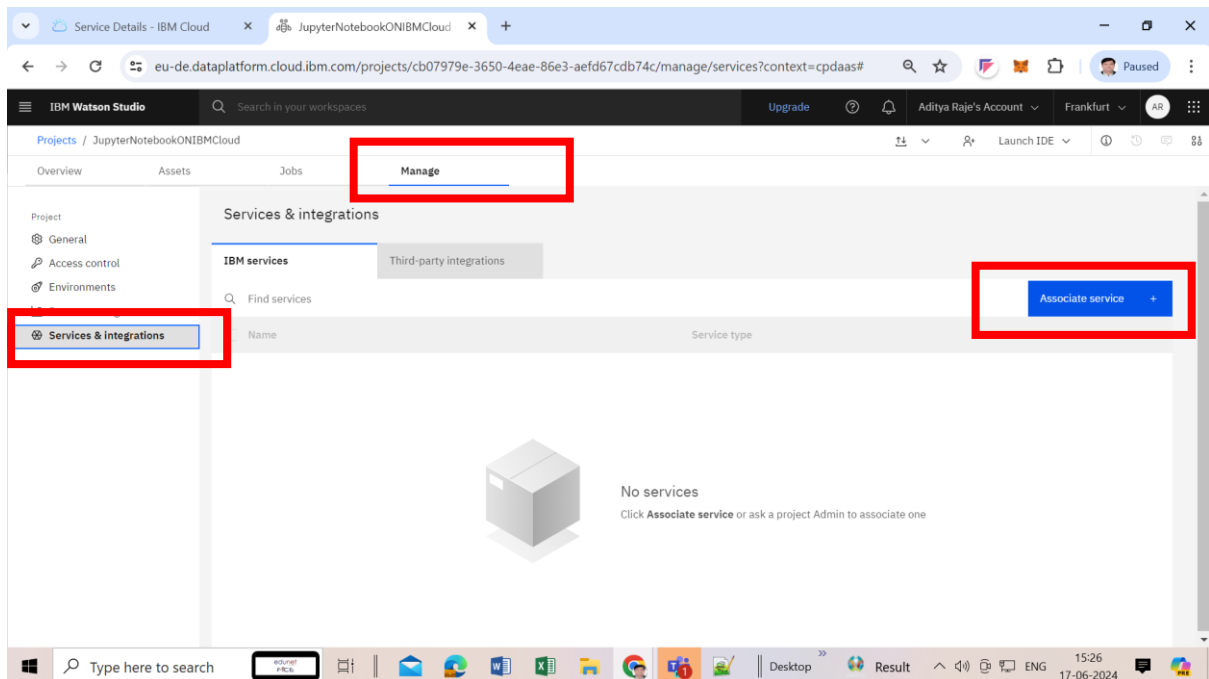 Service Details - IBM Cloud
JupyterNotebookONIBMCloud
eu-de.dataplatform.cloud.ibm.com/projects/cb07979e-3650-4eae-86e3-aefd67cdb74c/manage/services?context=cpdaas#
Paused
IBM Watson Studio
Search in your workspaces
Upgrade
Aditya Raje's Account
Frankfurt
AR
Projects / JupyterNotebookONIBMCloud
Launch IDE
Overview
Assets
Jobs
Manage
Project
General
Access control
Environments
Services & integrations
Services & integrations
IBM services
Third-party integrations
Find services
Associate service +
Name
Service type
No services
Click Associate service or ask a project Admin to associate one
Type here to search
edunet
Desktop
Result
ENG
15:26
17-06-2024
PRE